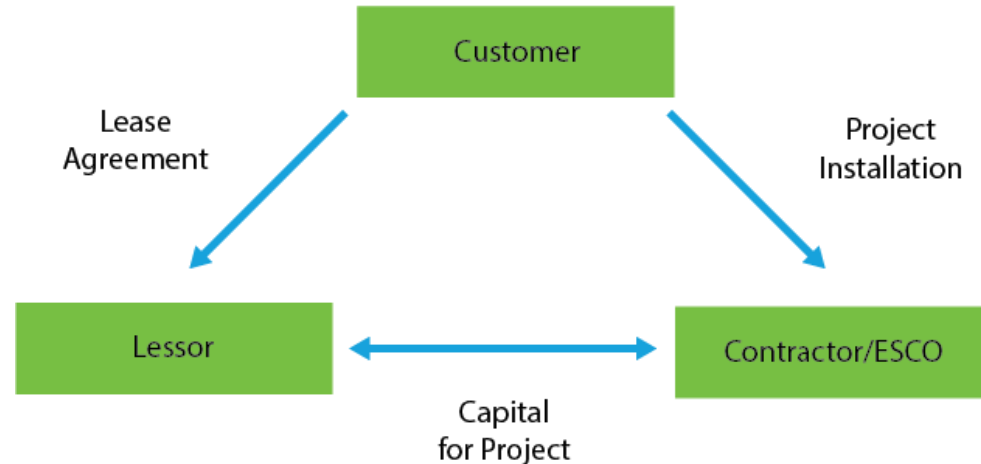 Customer
Lease
Agreement
Project
Installation
Lessor
Contractor/ESCO
Capital
for Project